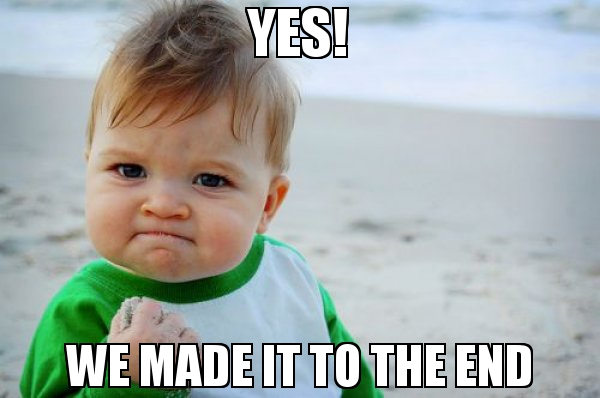 YES!
WE MADE IT TO THE END